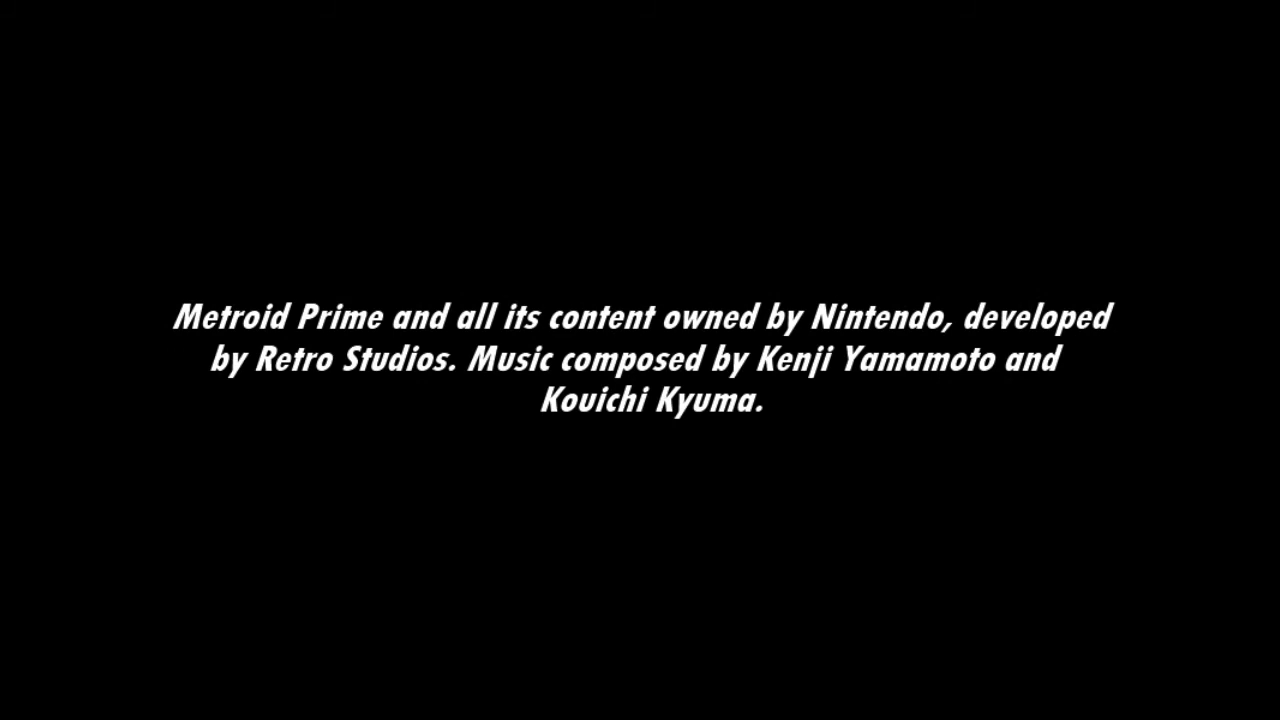 Metroid Prime and all its content owned by Nintendo, developed
by Retro Studios. Music composed by Kenji Yamamoto and
Kouichi Kyuma.